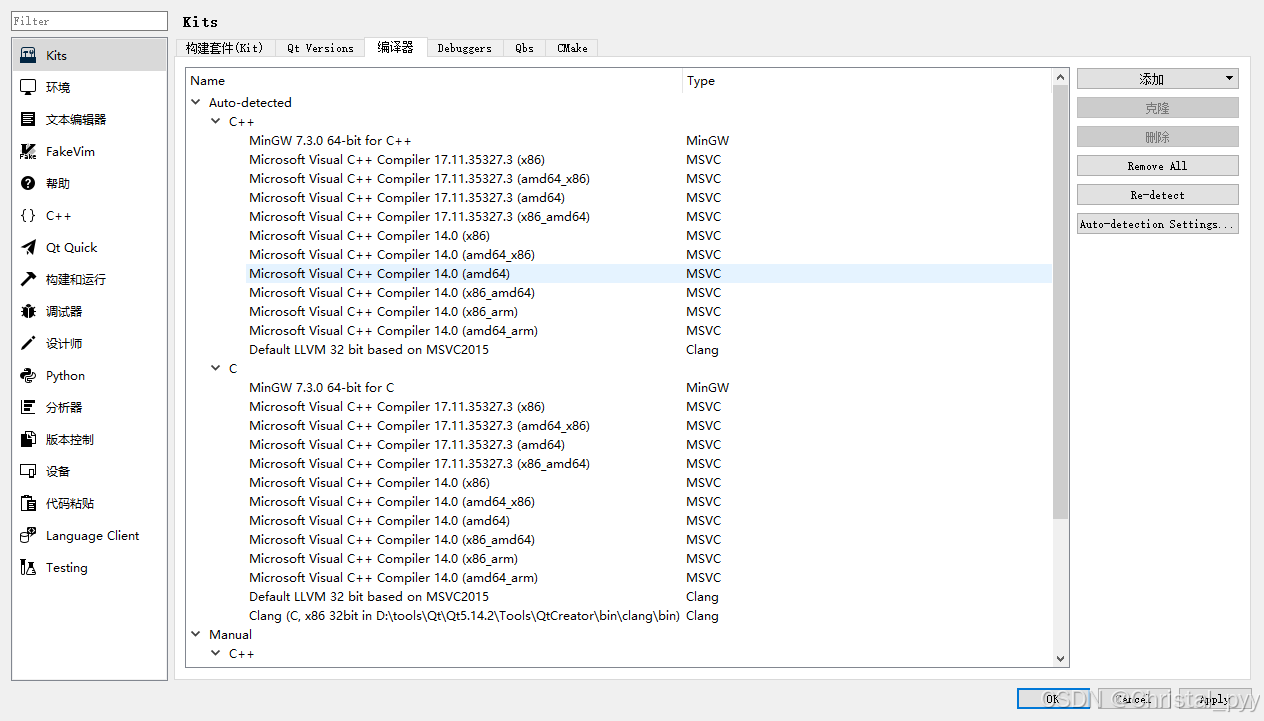 Filter
Kits
环境
文本编辑器
FakeVim
帮助
C++
Qt Quick
构建和运行
调试器
设计师
Python
分析器
版本控制
设备
代码粘贴
Language Client
Testing
Kits
构建套件(Kit) Qt Versions 编译器 Debuggers Qbs CMake
Name Type
Auto-detected
C++
MinGW 7.3.0 64-bit for C++ MinGW
Microsoft Visual C++ Compiler 17.11.35327.3 (x86) MSVC
Microsoft Visual C++ Compiler 17.11.35327.3 (amd64_x86) MSVC
Microsoft Visual C++ Compiler 17.11.35327.3 (amd64) MSVC
Microsoft Visual C++ Compiler 17.11.35327.3 (x86_amd64) MSVC
Microsoft Visual C++ Compiler 14.0 (x86) MSVC
Microsoft Visual C++ Compiler 14.0 (amd64_x86) MSVC
Microsoft Visual C++ Compiler 14.0 (amd64) MSVC
Microsoft Visual C++ Compiler 14.0 (x86_amd64) MSVC
Microsoft Visual C++ Compiler 14.0 (x86_arm) MSVC
Microsoft Visual C++ Compiler 14.0 (amd64_arm) MSVC
Default LLVM 32 bit based on MSVC2015 Clang
C
MinGW 7.3.0 64-bit for C MinGW
Microsoft Visual C++ Compiler 17.11.35327.3 (x86) MSVC
Microsoft Visual C++ Compiler 17.11.35327.3 (amd64_x86) MSVC
Microsoft Visual C++ Compiler 17.11.35327.3 (amd64) MSVC
Microsoft Visual C++ Compiler 17.11.35327.3 (x86_amd64) MSVC
Microsoft Visual C++ Compiler 14.0 (x86) MSVC
Microsoft Visual C++ Compiler 14.0 (amd64_x86) MSVC
Microsoft Visual C++ Compiler 14.0 (amd64) MSVC
Microsoft Visual C++ Compiler 14.0 (x86_amd64) MSVC
Microsoft Visual C++ Compiler 14.0 (x86_arm) MSVC
Microsoft Visual C++ Compiler 14.0 (amd64_arm) MSVC
Default LLVM 32 bit based on MSVC2015 Clang
Clang (C, x86 32bit in D:\tools\Qt\Qt5.14.2\Tools\QtCreator\bin\clang\bin) Clang
Manual
C++
添加
克隆
删除
Remove All
Re-detect
Auto-detection Settings...
OK Cancel Apply
CSDN @Christal_pyy